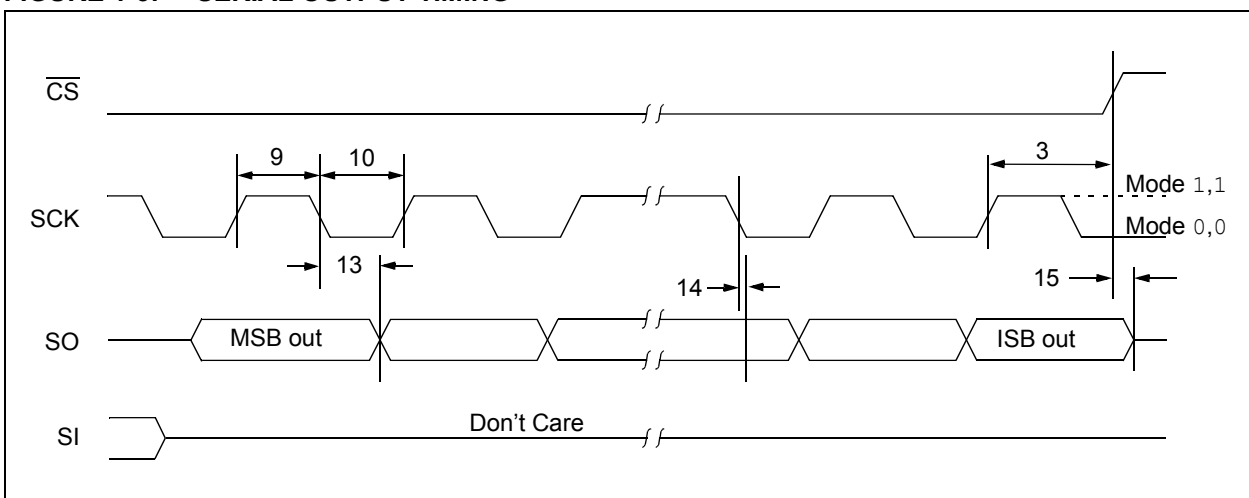 CS
9
10
3
Mode 1,1
SCK
Mode 0,0
13
14
15
SO
MSB out
ISB out
SI
Don't Care